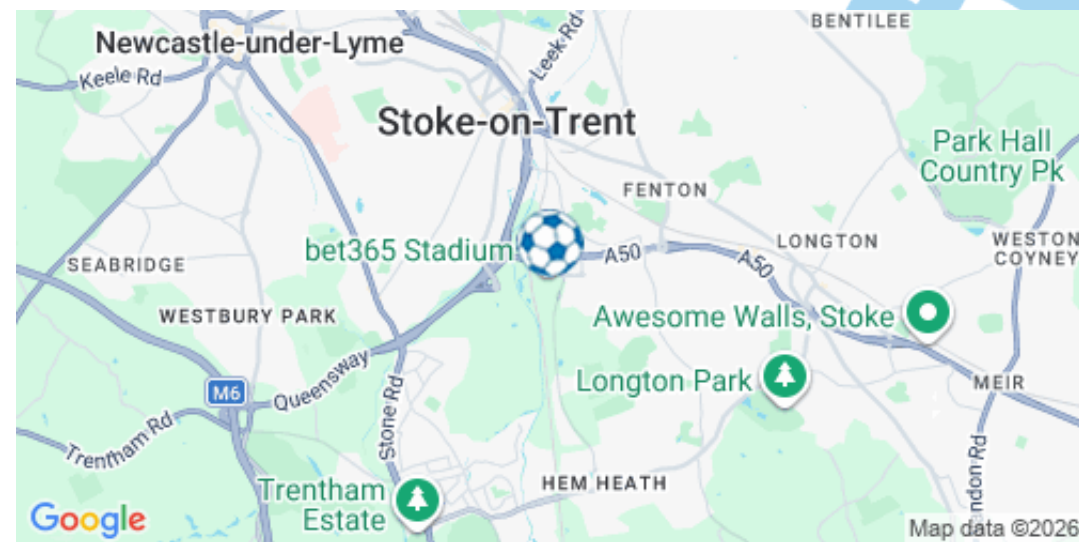 BENTILEE
Newcastle-under-Lyme
Leek Rd
Keele Rd
Stoke-on-Trent
Park Hall
Country Pk
FENTON
bet365 Stadium
A50
A50
LONGTON
WESTON
COYNEY
SEABRIDGE
WESTBURY PARK
Awesome Walls, Stoke
Queensway
M6
Longton Park
MEIR
Stone Rd
Trentham Rd
Trentham
Estate
HEM HEATH
ndon Rd
Google
Map data ©2026